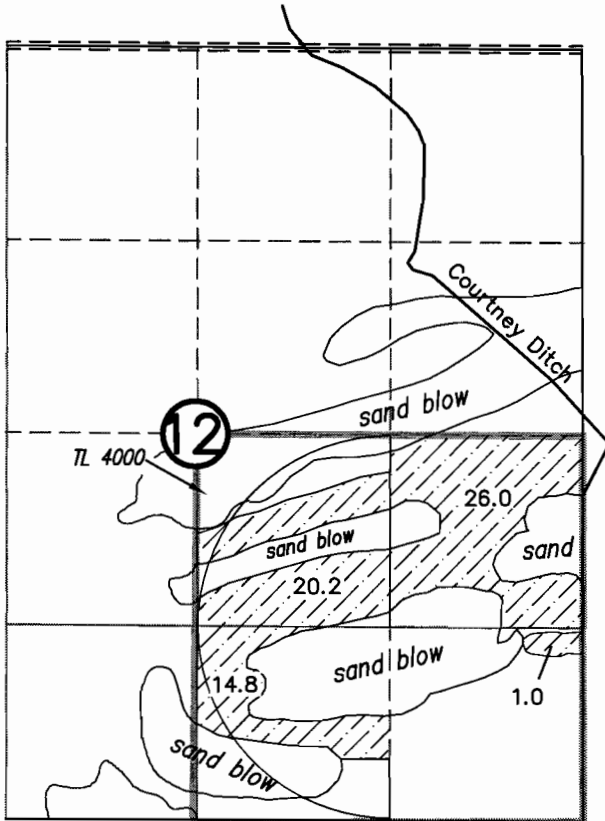 Courtney Ditch
sand blow
12
TL 4000
26.0
sand blow
sand
20.2
sand blow
14.8
1.0
sand blow